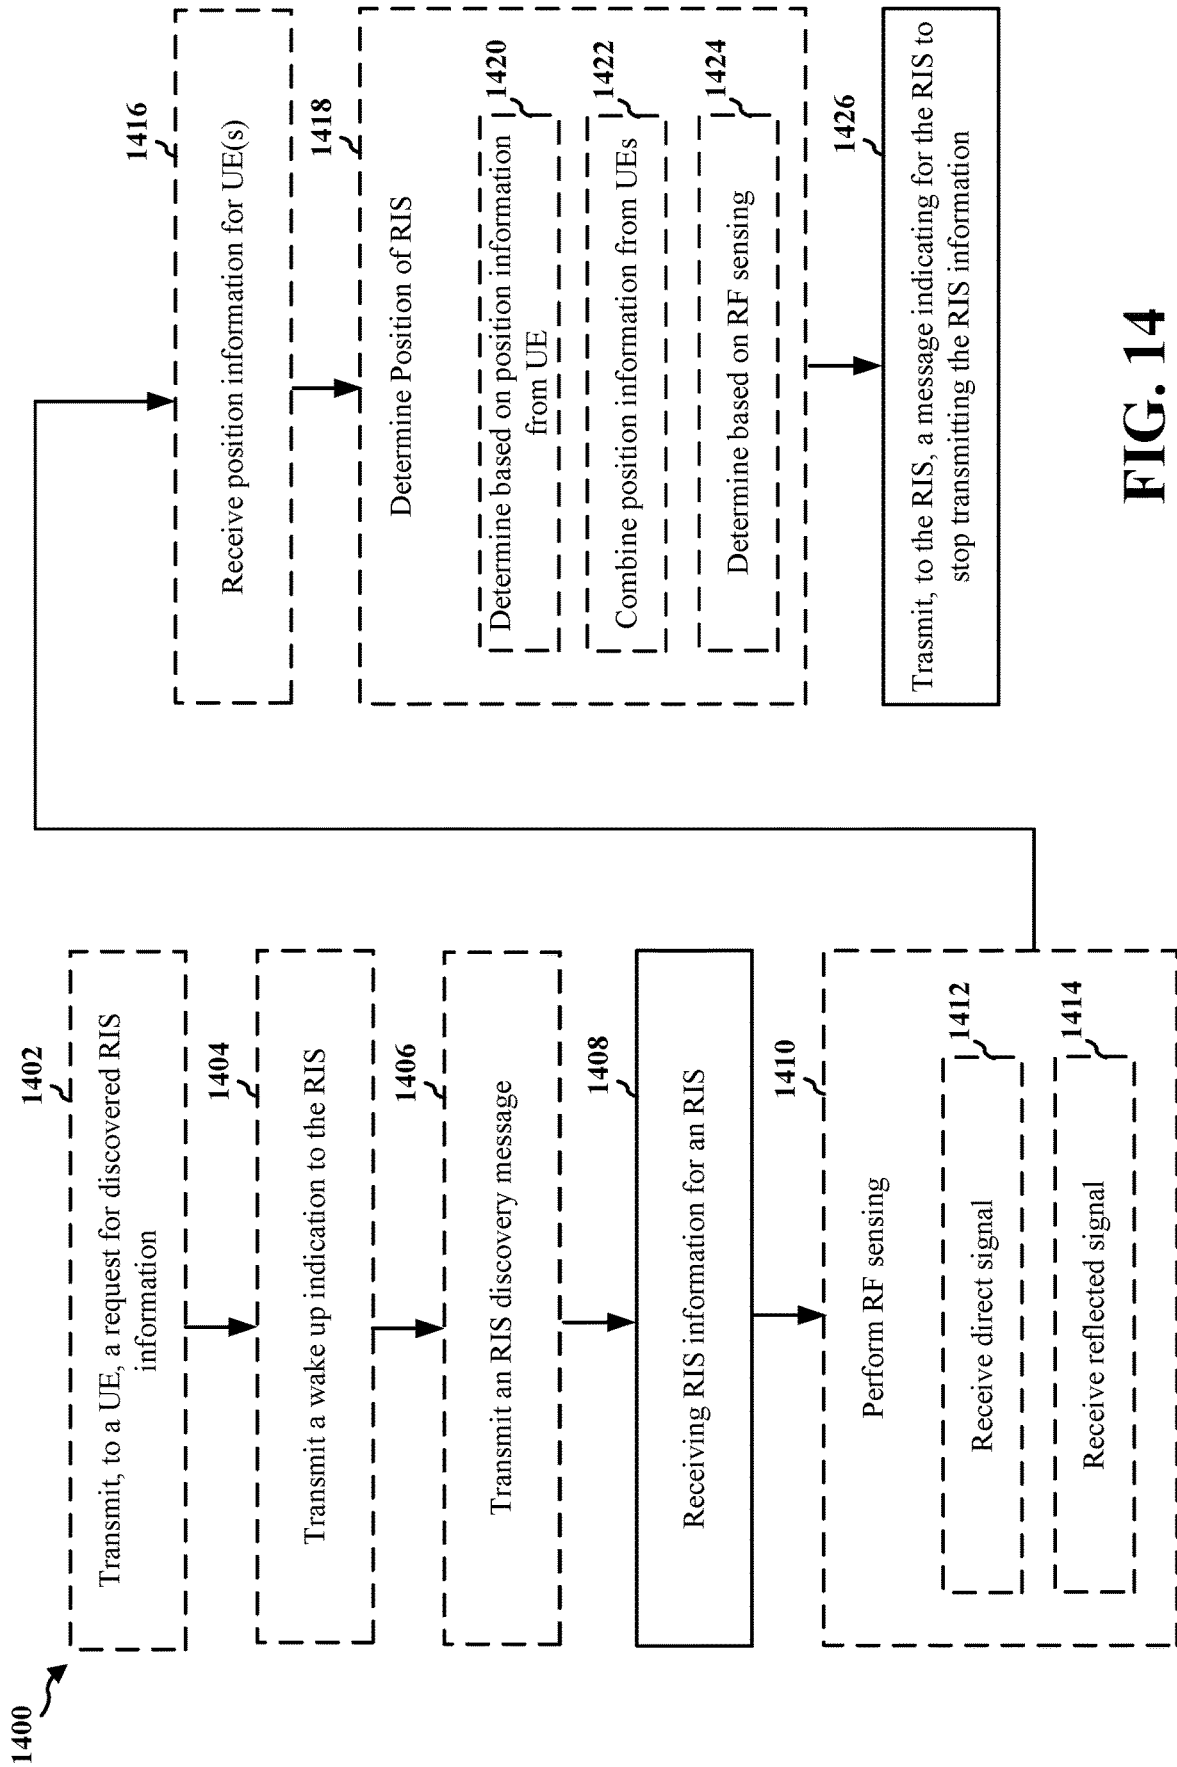 1400
1402
Transmit, to a UE, a request for discovered RIS
information
1404
Transmit a wake up indication to the RIS
1406
Transmit an RIS discovery message
1408
Receiving RIS information for an RIS
1410
Perform RF sensing
1412
Receive direct signal
1414
Receive reflected signal
1416
Receive position information for UE(s)
1418
Determine Position of RIS
1420
Determine based on position information
from UE
1422
Combine position information from UEs
1424
Determine based on RF sensing
1426
Trasmit, to the RIS, a message indicating for the RIS to
stop transmitting the RIS information
FIG. 14